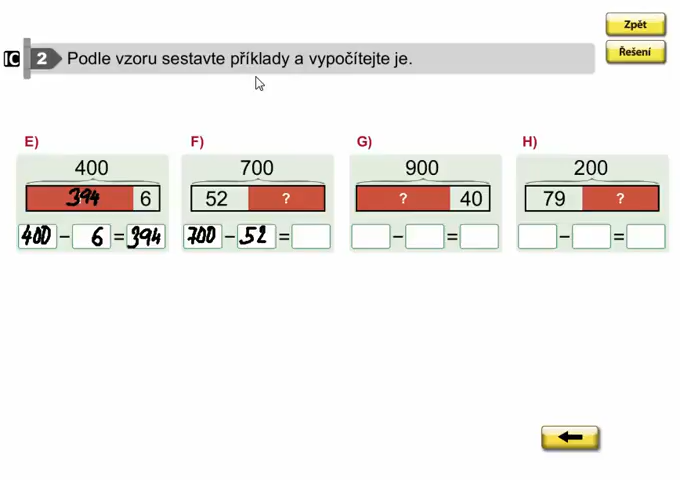 Zpět
IC 2 Podle vzoru sestavte příklady a vypočítejte je.
Řešení
E) F) G) H)
400 700 900 200
394 6 52 ? ? 40 79 ?
400 – 6 = 394 700 – 52 = – = – =